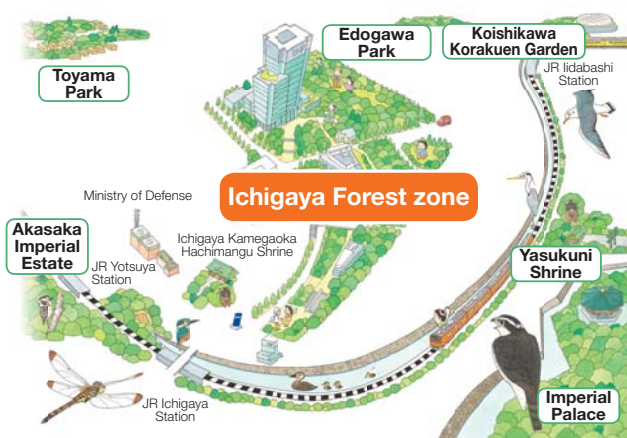 Toyama
Park
Edogawa
Park
Koishikawa
Korakuen Garden
JR Iidabashi
Station
Ichigaya Forest zone
Ministry of Defense
Akasaka
Imperial
Estate
JR Yotsuya
Station
Ichigaya Kamegaoka
Hachimangu Shrine
Yasukuni
Shrine
JR Ichigaya
Station
Imperial
Palace